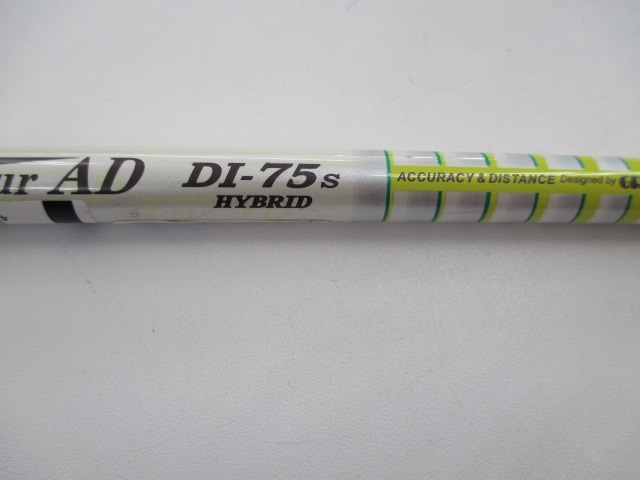 ur AD DI-75s
HYBRID
ACCURACY & DISTANCE Designed by